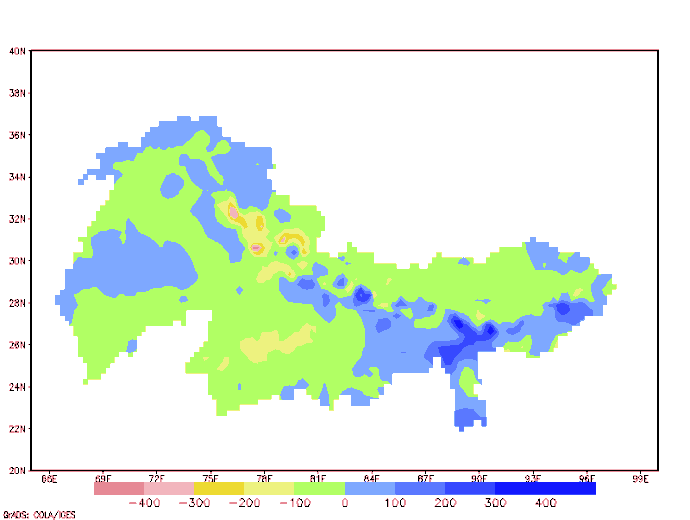 40N
38N
36N
34N
32N
30N
28N
26N
24N
22N
20N
66E 69E 72E 75E 78E 81E 84E 87E 90E 93E 96E 99E
−400 −300 −200 −100 0 100 200 300 400
GrADS: COLA/IGES